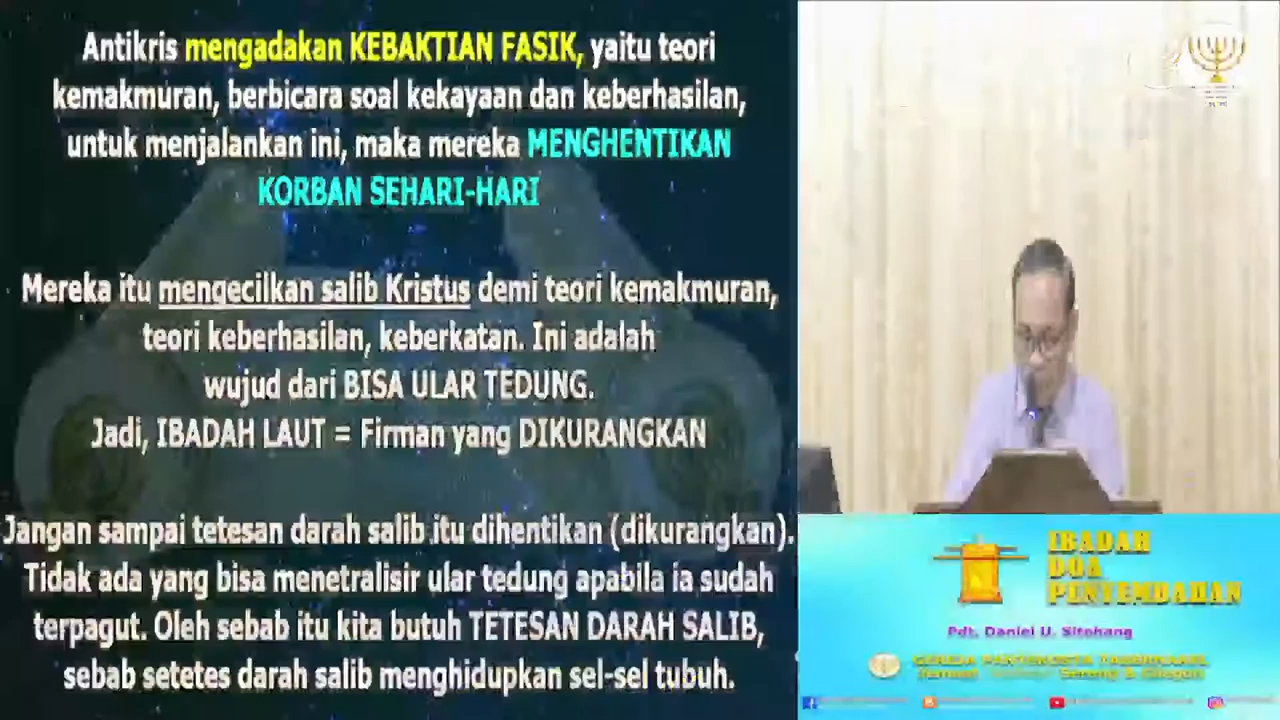 Antikris mengadakan KEBAKTIAN FASIK, yaitu teori
kemakmuran, berbicara soal kekayaan dan keberhasilan,
untuk menjalankan ini, maka mereka MENGHENTIKAN
KORBAN SEHARI-HARI
Mereka itu mengecilkan salib Kristus demi teori kemakmuran,
teori keberhasilan, keberkatan. Ini adalah
wujud dari BISA ULAR TEDUNG.
Jadi, IBADAH LAUT = Firman yang DIKURANGKAN
Jangan sampai tetesan darah salib itu dihentikan (dikurangkan).
Tidak ada yang bisa menetralisir ular tedung apabila ia sudah
terpagut. Oleh sebab itu kita butuh TETESAN DARAH SALIB,
sebab setetes darah salib menghidupkan sel-sel tubuh.
IBADAH
DOA
PENYEMBAHAN
Pdt. Daniel U. Sitohang
GEREJA PANTEKOSTA TABERNAKEL
Serang & Cilegon